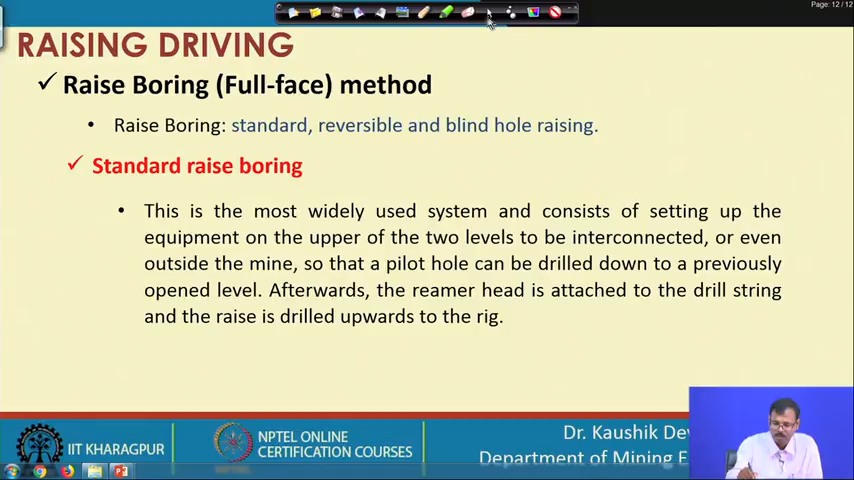 Page: 12 / 12
RAISING DRIVING
✓ Raise Boring (Full-face) method
• Raise Boring: standard, reversible and blind hole raising.
✓ Standard raise boring
• This is the most widely used system and consists of setting up the
equipment on the upper of the two levels to be interconnected, or even
outside the mine, so that a pilot hole can be drilled down to a previously
opened level. Afterwards, the reamer head is attached to the drill string
and the raise is drilled upwards to the rig.
IIT KHARAGPUR
NPTEL ONLINE
CERTIFICATION COURSES
Dr. Kaushik De
Department of Mining E